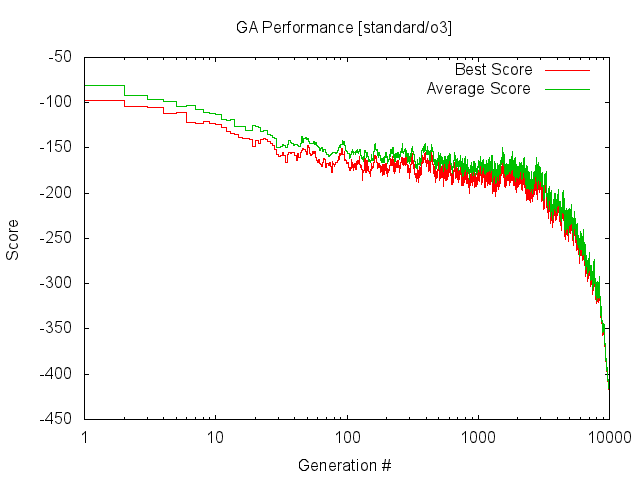 GA Performance [standard/o3]
Best Score
Average Score
Score
-50
-100
-150
-200
-250
-300
-350
-400
-450
1 10 100 1000 10000
Generation #